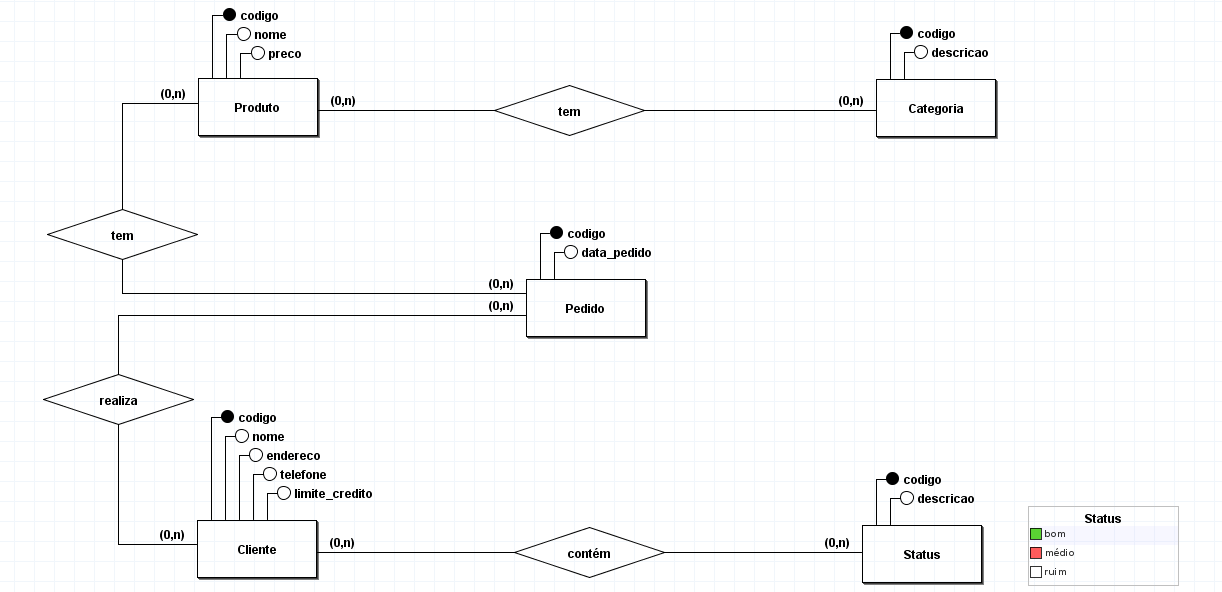 codigo
nome
preco
(0,n)
Produto
(0,n)
tem
(0,n)
codigo
descricao
Categoria
tem
codigo
data_pedido
(0,n)
(0,n)
Pedido
realiza
codigo
nome
endereco
telefone
limite_credito
(0,n)
Cliente
(0,n)
contém
(0,n)
codigo
descricao
Status
Status
bom
médio
ruim